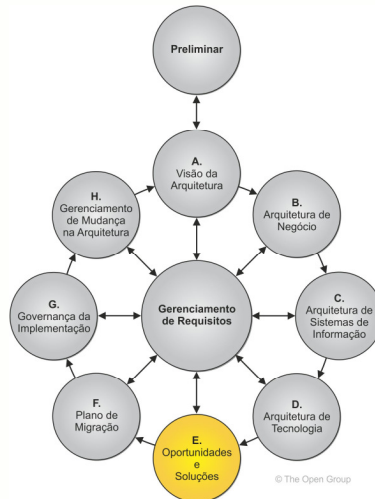 Preliminar
A.
Visão da
Arquitetura
B.
Arquitetura de
Negócio
C.
Arquitetura de
Sistemas de
Informação
D.
Arquitetura de
Tecnologia
E.
Oportunidades
e
Soluções
F.
Plano de
Migração
G.
Governança da
Implementação
H.
Gerenciamento
de Mudança
na Arquitetura
Gerenciamento
de Requisitos
© The Open Group